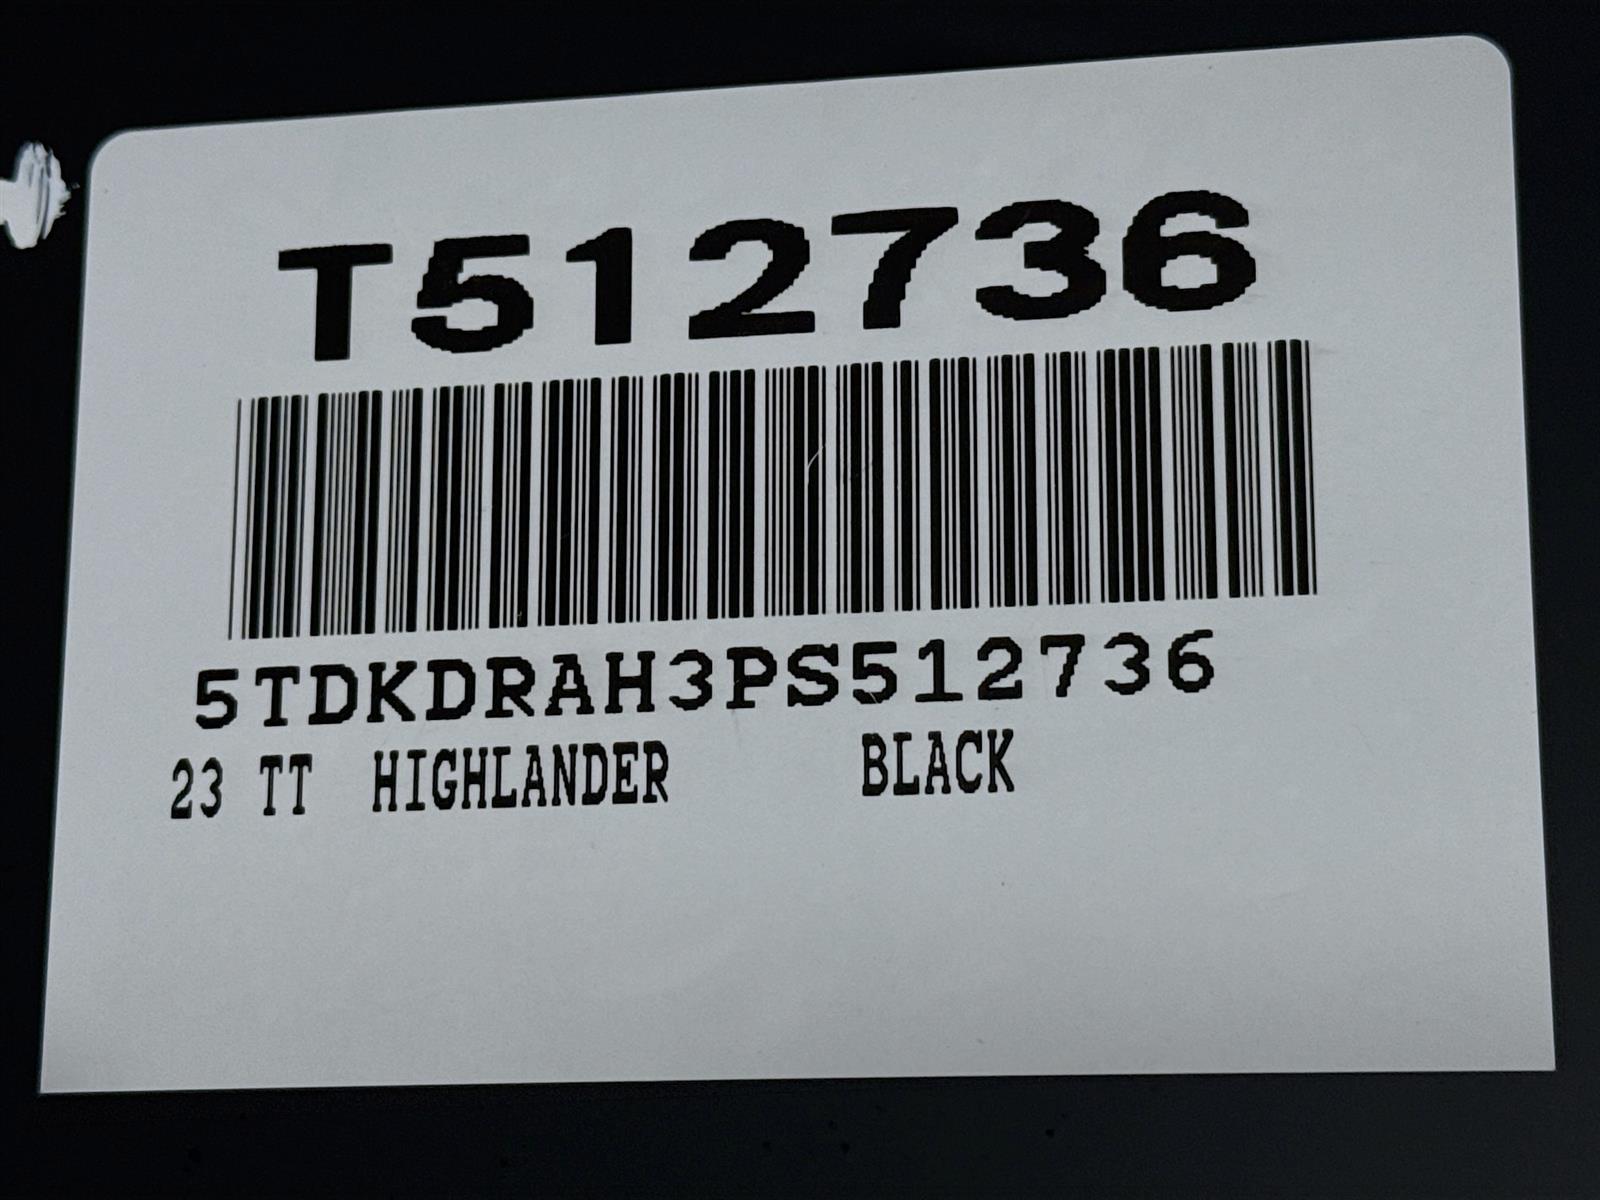 T512736
5TDKDRAH3PS512736
23 TT HIGHLANDER BLACK